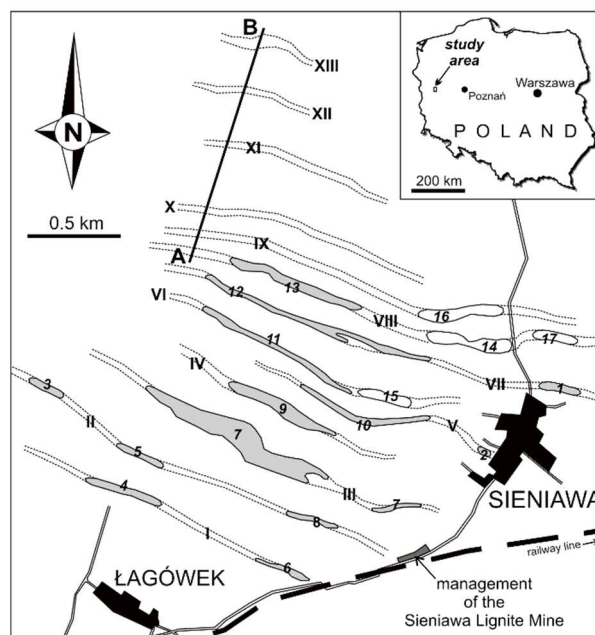 B
XIII
XII
XI
X
A
IX
13
12
VI
VIII
16
14
17
11
VII
1
IV
15
3
9
10
V
II
7
2
5
III
7
4
8
I
6
N
0.5 km
study
area
Poznań
Warszawa
POLAND
200 km
SIENIAWA
railway line
ŁAGÓWEK
management
of the
Sieniawa Lignite Mine